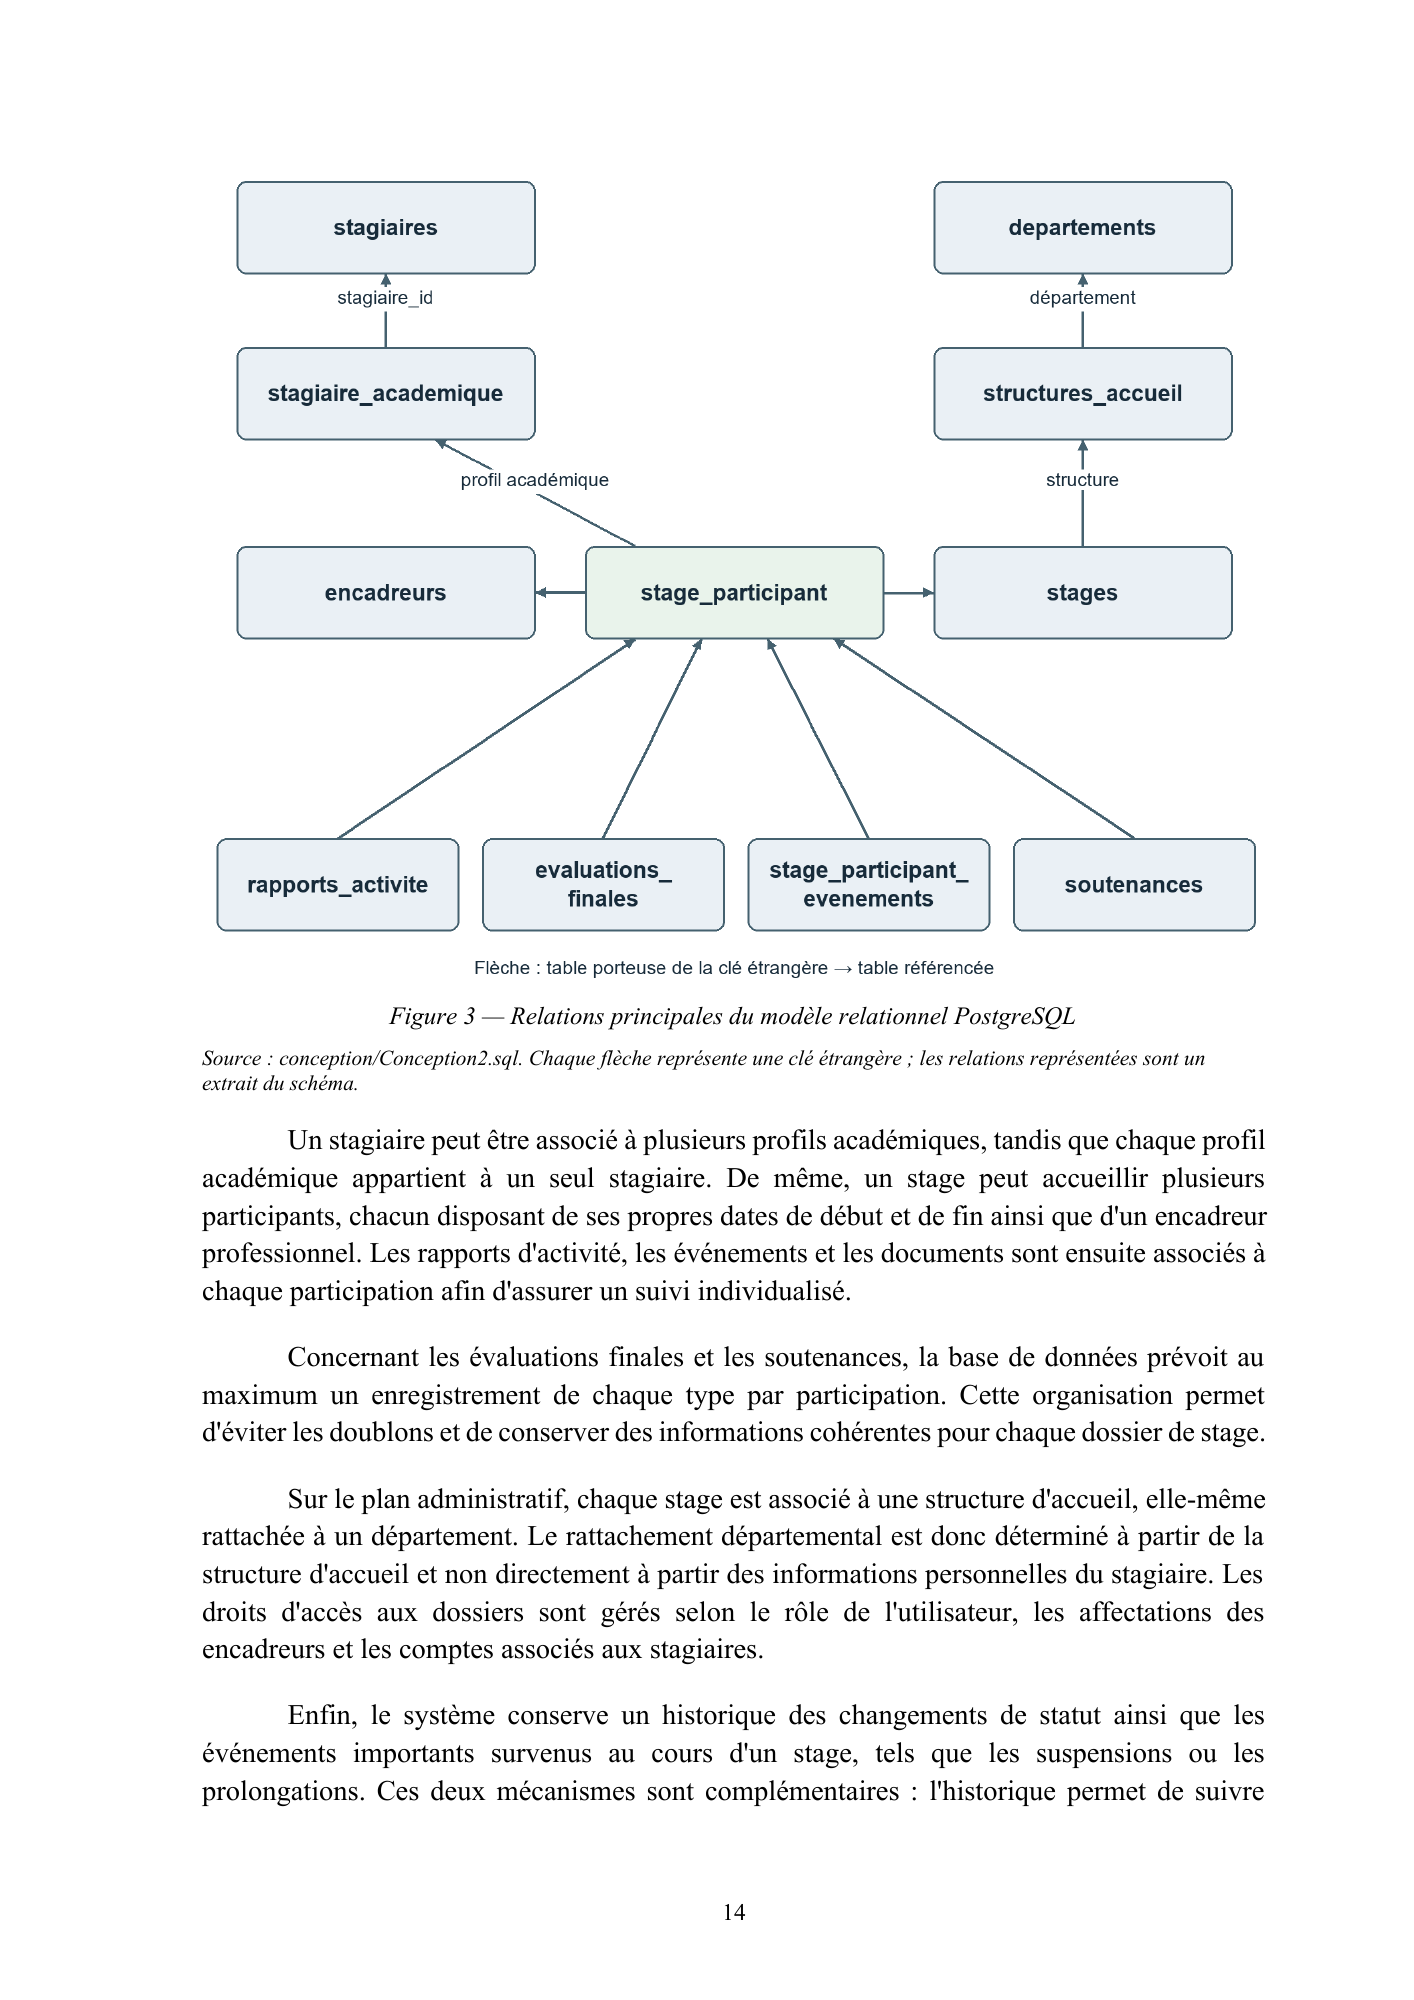 stagiaires
departements
stagiaire_id
département
stagiaire_academique
structures_accueil
profil académique
structure
encadreurs
stage_participant
stages
rapports_activite
evaluations_
finales
stage_participant_
evenements
soutenances
Flèche : table porteuse de la clé étrangère → table référencée
Figure 3 — Relations principales du modèle relationnel PostgreSQL
Source : conception/Conception2.sql. Chaque flèche représente une clé étrangère ; les relations représentées sont un
extrait du schéma.
Un stagiaire peut être associé à plusieurs profils académiques, tandis que chaque profil
académique appartient à un seul stagiaire. De même, un stage peut accueillir plusieurs
participants, chacun disposant de ses propres dates de début et de fin ainsi que d'un encadreur
professionnel. Les rapports d'activité, les événements et les documents sont ensuite associés à
chaque participation afin d'assurer un suivi individualisé.
Concernant les évaluations finales et les soutenances, la base de données prévoit au
maximum un enregistrement de chaque type par participation. Cette organisation permet
d'éviter les doublons et de conserver des informations cohérentes pour chaque dossier de stage.
Sur le plan administratif, chaque stage est associé à une structure d'accueil, elle-même
rattachée à un département. Le rattachement départemental est donc déterminé à partir de la
structure d'accueil et non directement à partir des informations personnelles du stagiaire. Les
droits d'accès aux dossiers sont gérés selon le rôle de l'utilisateur, les affectations des
encadreurs et les comptes associés aux stagiaires.
Enfin, le système conserve un historique des changements de statut ainsi que les
événements importants survenus au cours d'un stage, tels que les suspensions ou les
prolongations. Ces deux mécanismes sont complémentaires : l'historique permet de suivre
14